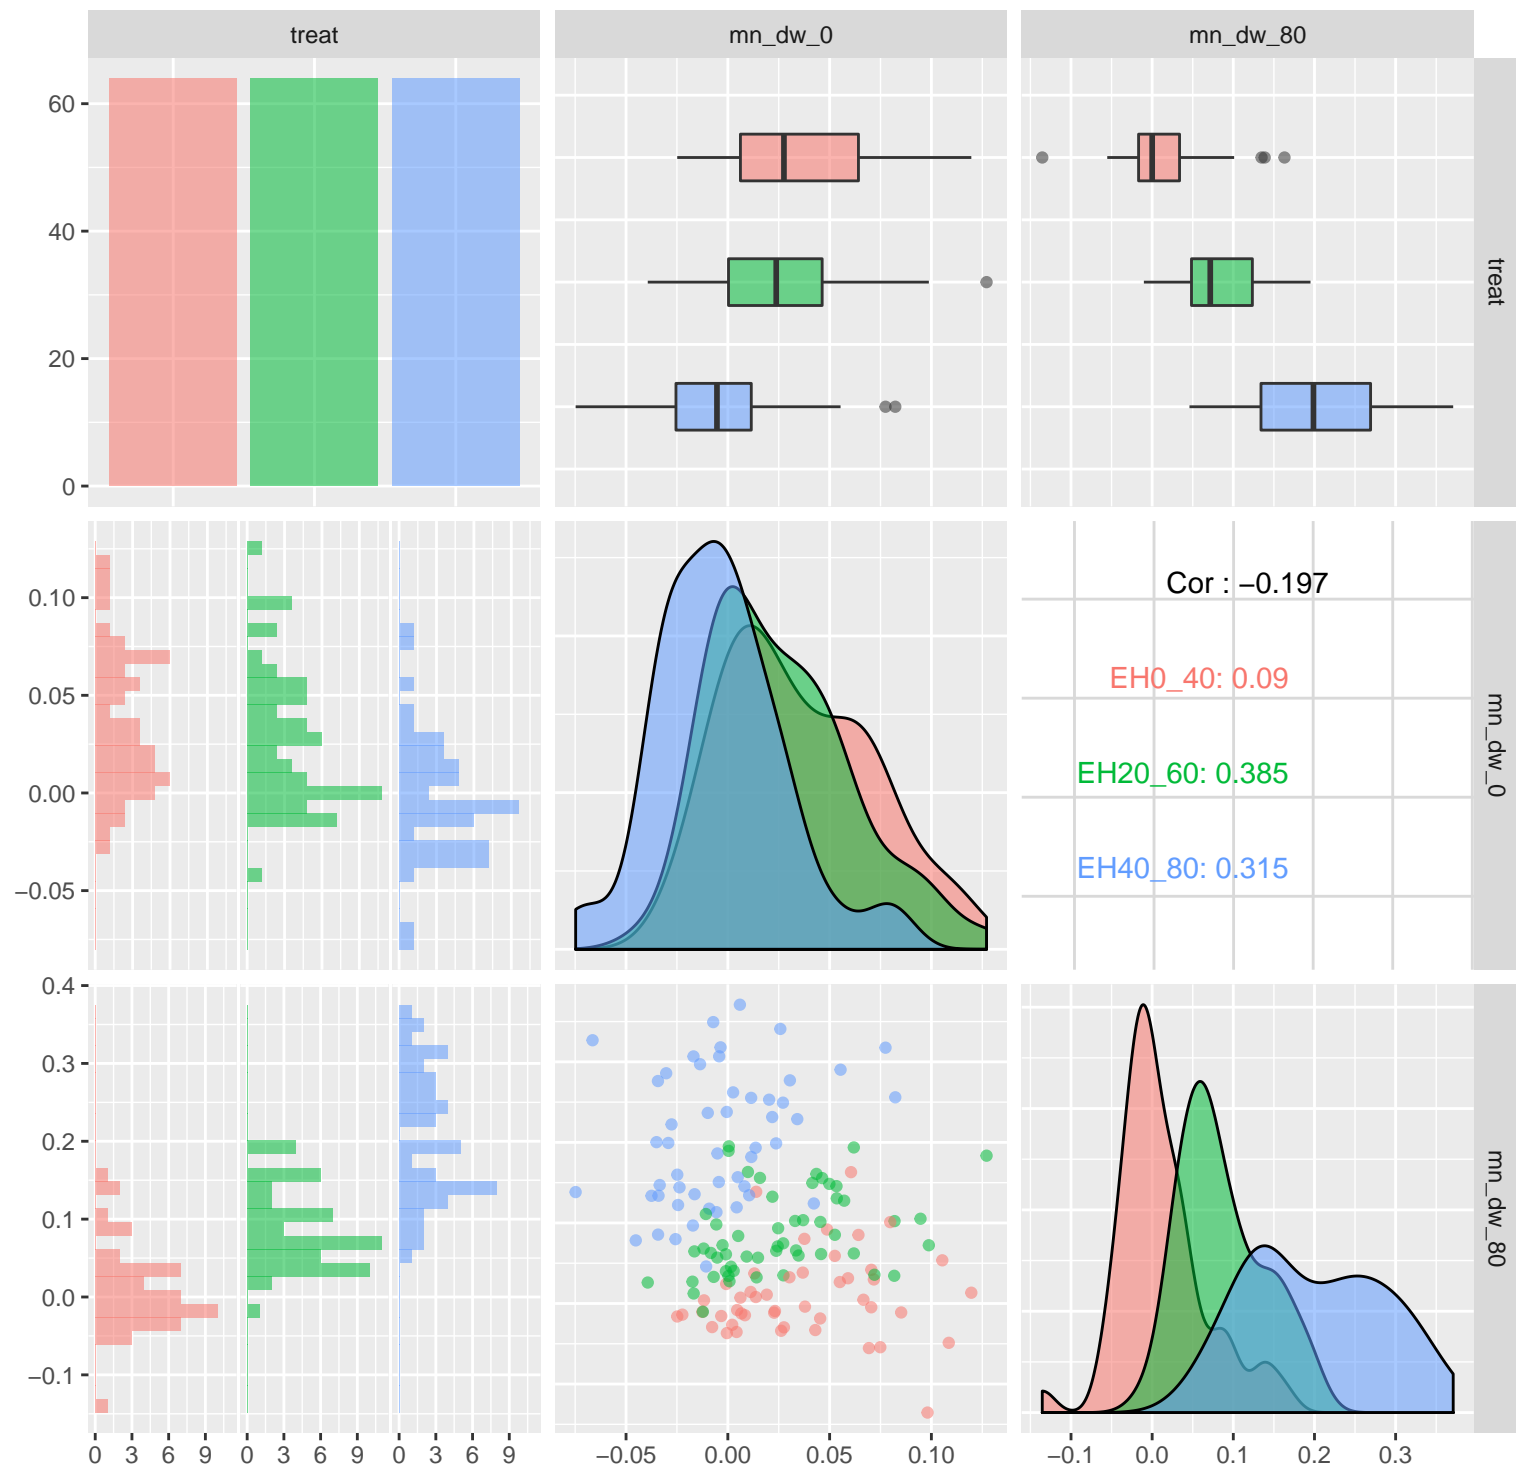 treat mn_dw_0 mn_dw_80
60
40
20
0
treat
0.10
0.05
0.00
−0.05
Cor : −0.197
EH0_40: 0.09
EH20_60: 0.385
EH40_80: 0.315
mn_dw_0
0.4
0.3
0.2
0.1
0.0
−0.1
mn_dw_80
0 3 6 9 0 3 6 9 0 3 6 9 −0.05 0.00 0.05 0.10 −0.1 0.0 0.1 0.2 0.3